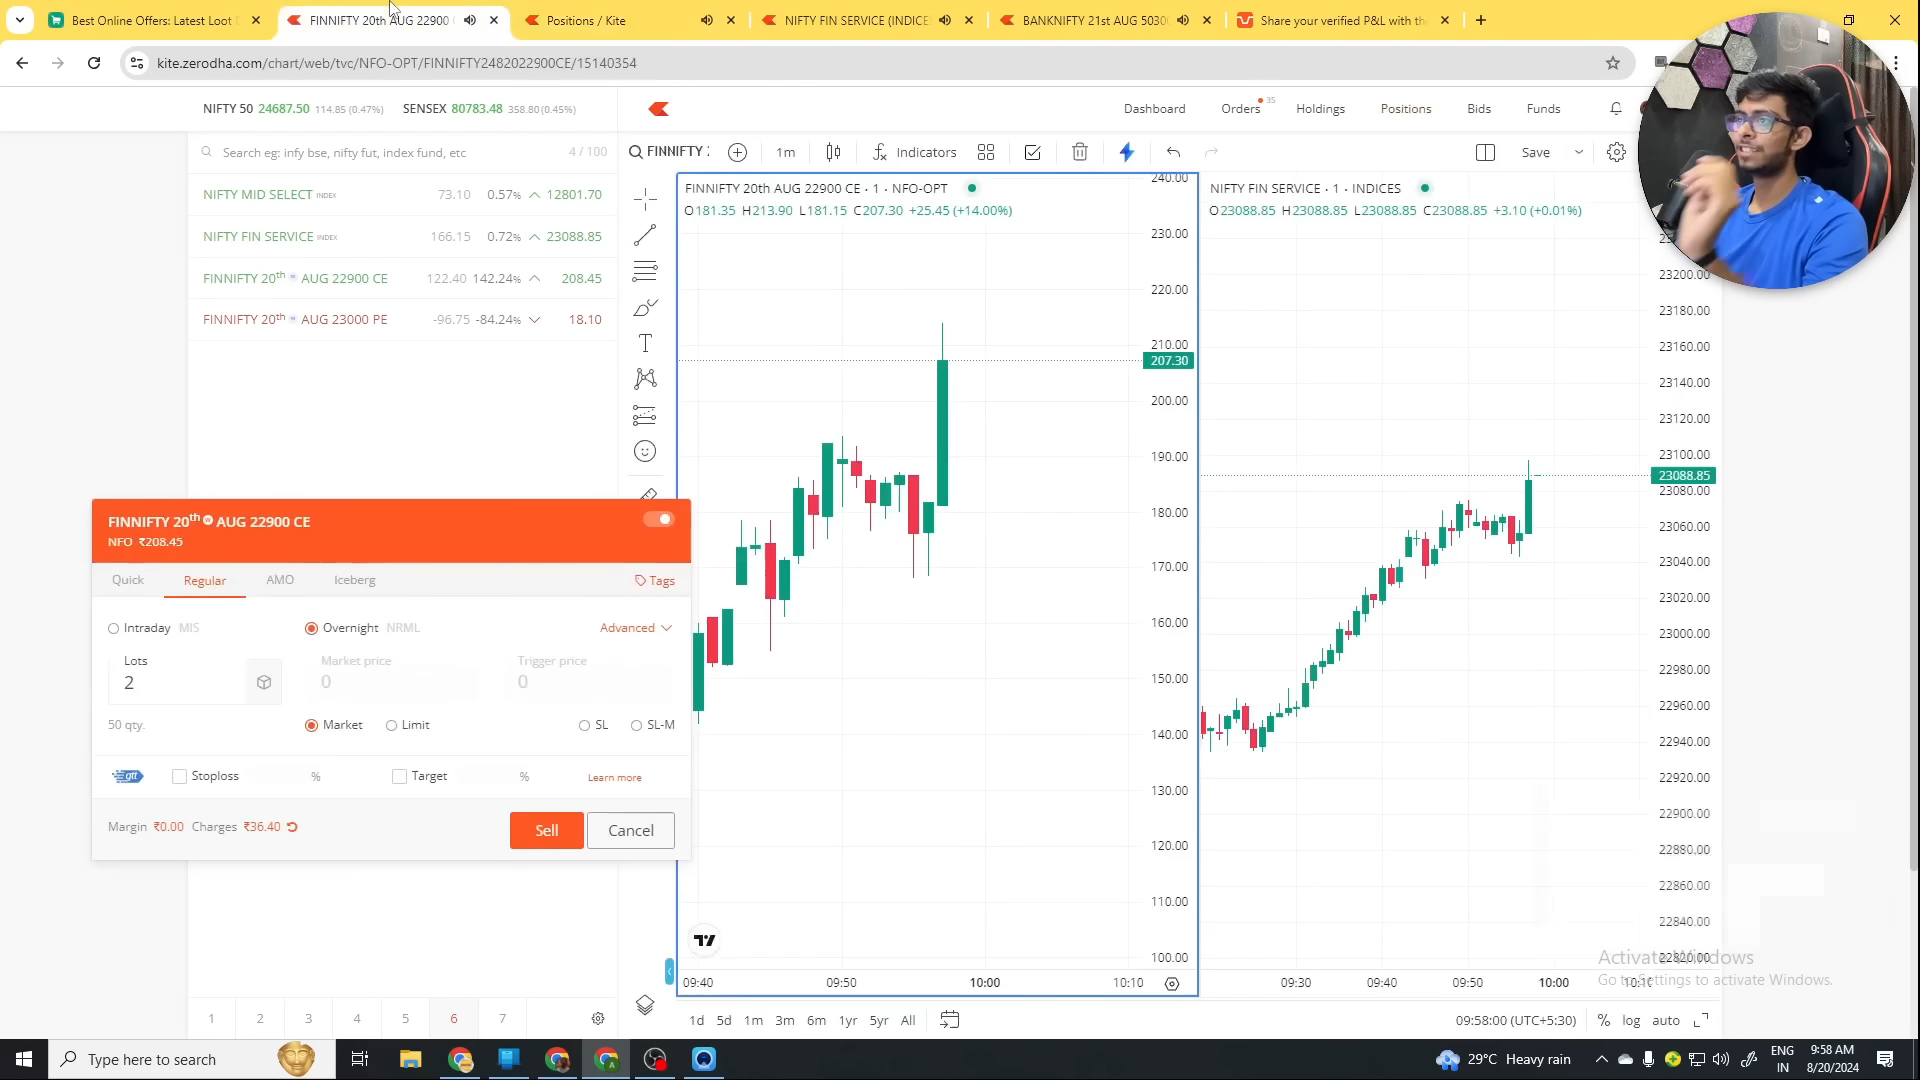 Best Online Offers: Latest Loot
FINNIFTY 20th AUG 22900
Positions / Kite
NIFTY FIN SERVICE (INDICE
BANKNIFTY 21st AUG 5030
Share your verified P&L with the
kite.zerodha.com/chart/web/tvc/NFO-OPT/FINNIFTY2482022900CE/15140354
NIFTY 50 24687.50 114.85 (0.47%) SENSEX 80783.48 358.80 (0.45%)
Dashboard Orders 35 Holdings Positions Bids Funds
Search eg: infy bse, nifty fut, index fund, etc 4 / 100
FINNIFTY 1m Indicators Save
NIFTY MID SELECT INDEX 73.10 0.57% 12801.70
NIFTY FIN SERVICE INDEX 166.15 0.72% 23088.85
FINNIFTY 20th AUG 22900 CE 122.40 142.24% 208.45
FINNIFTY 20th AUG 23000 PE -96.75 -84.24% 18.10
FINNIFTY 20th AUG 22900 CE · 1 · NFO-OPT
O181.35 H213.90 L181.15 C207.30 +25.45 (+14.00%)
240.00
230.00
220.00
210.00
207.30
200.00
190.00
180.00
170.00
160.00
150.00
140.00
130.00
120.00
110.00
100.00
09:40 09:50 10:00 10:10
NIFTY FIN SERVICE · 1 · INDICES
O23088.85 H23088.85 L23088.85 C23088.85 +3.10 (+0.01%)
23200.00
23180.00
23160.00
23140.00
23120.00
23100.00
23088.85
23080.00
23060.00
23040.00
23020.00
23000.00
22980.00
22960.00
22940.00
22920.00
22900.00
22880.00
22860.00
22840.00
22820.00
09:30 09:40 09:50 10:00
FINNIFTY 20th AUG 22900 CE
NFO ₹208.45
Quick Regular AMO Iceberg Tags
Intraday MIS Overnight NRML Advanced
Lots Market price Trigger price
2 0 0
50 qty. Market Limit SL SL-M
gtt Stoploss % Target % Learn more
Margin ₹0.00 Charges ₹36.40 Sell Cancel
1 2 3 4 5 6 7
1d 5d 1m 3m 6m 1yr 5yr All
09:58:00 (UTC+5:30) % log auto
Activate Windows
Go to Settings to activate Windows.
Type here to search
29°C Heavy rain
ENG
IN
9:58 AM
8/20/2024